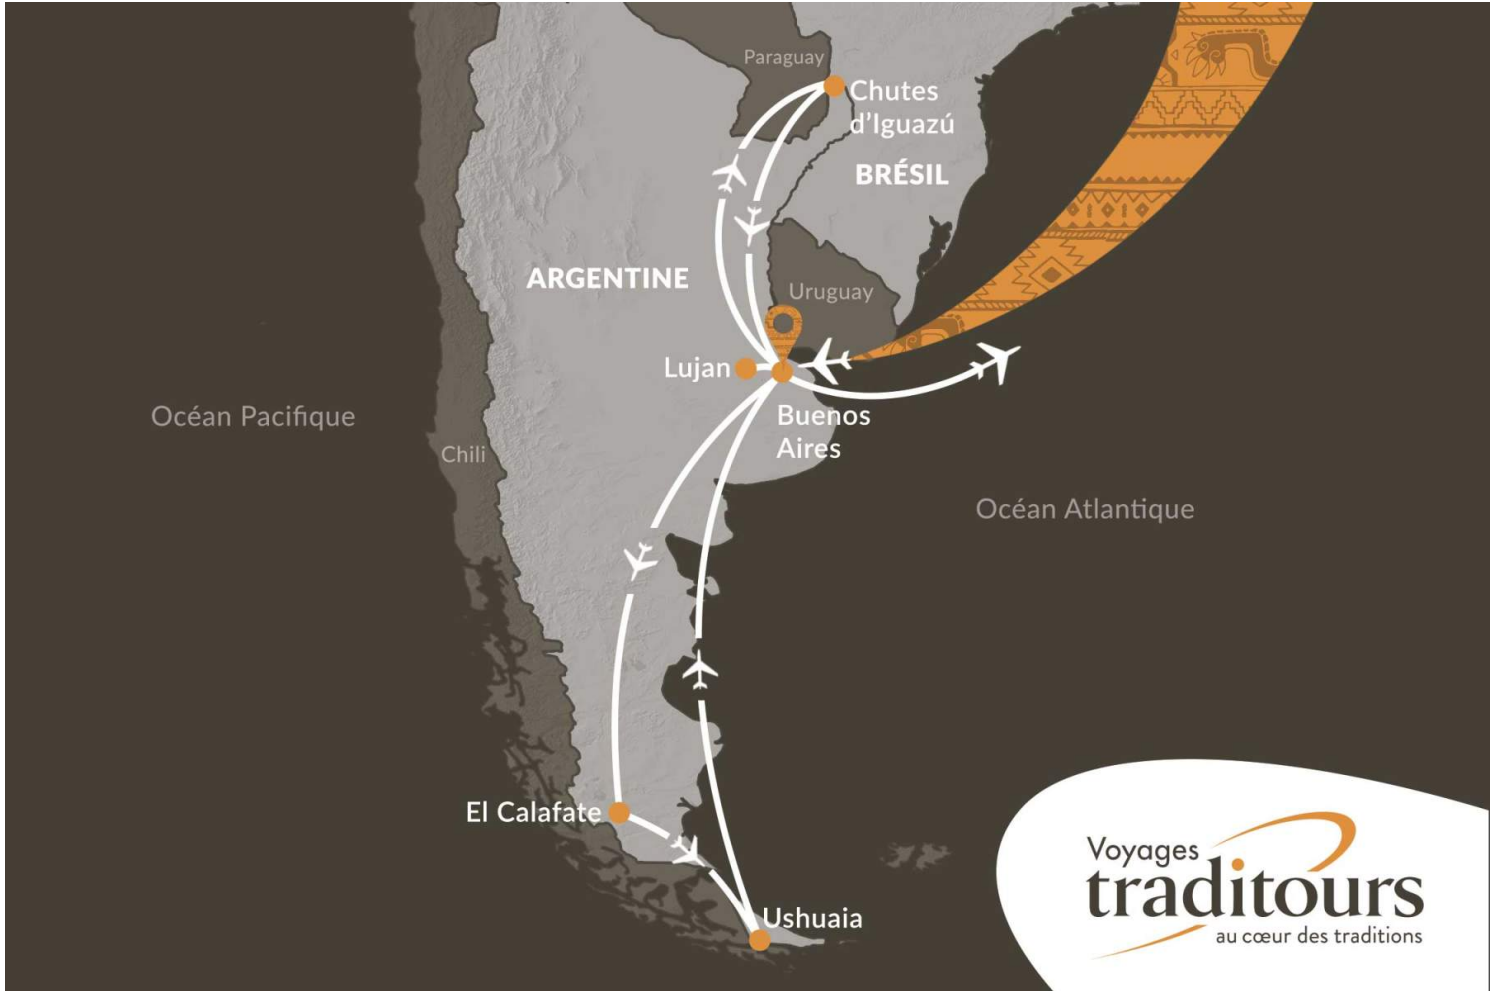 Paraguay
Chutes
d'Iguazú
BRÉSIL
ARGENTINE
Uruguay
Lujan
Buenos
Aires
Océan Pacifique
Chili
Océan Atlantique
El Calafate
Ushuaia
Voyages
traditours
au cœur des traditions